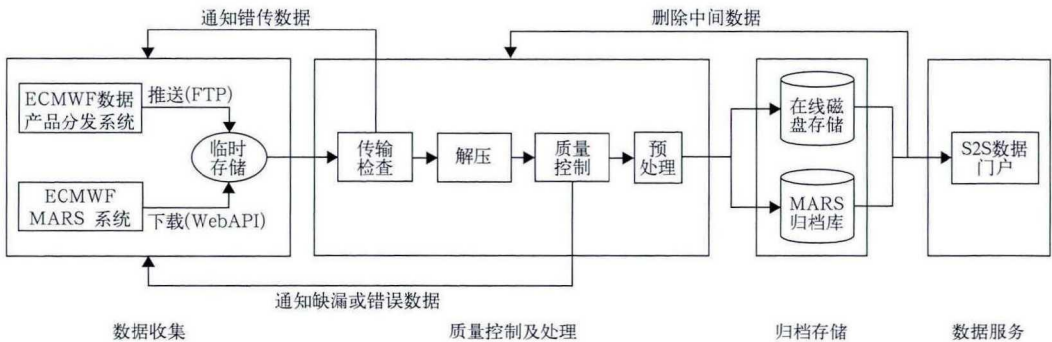 通知错传数据
删除中间数据
ECMWF数据
产品分发系统
推送(FTP)
临时
存储
ECMWF
MARS 系统
下载(WebAPI)
传输
检查
解压
质量
控制
预
处理
在线磁
盘存储
MARS
归档库
S2S数据
门户
通知缺漏或错误数据
数据收集
质量控制及处理
归档存储
数据服务